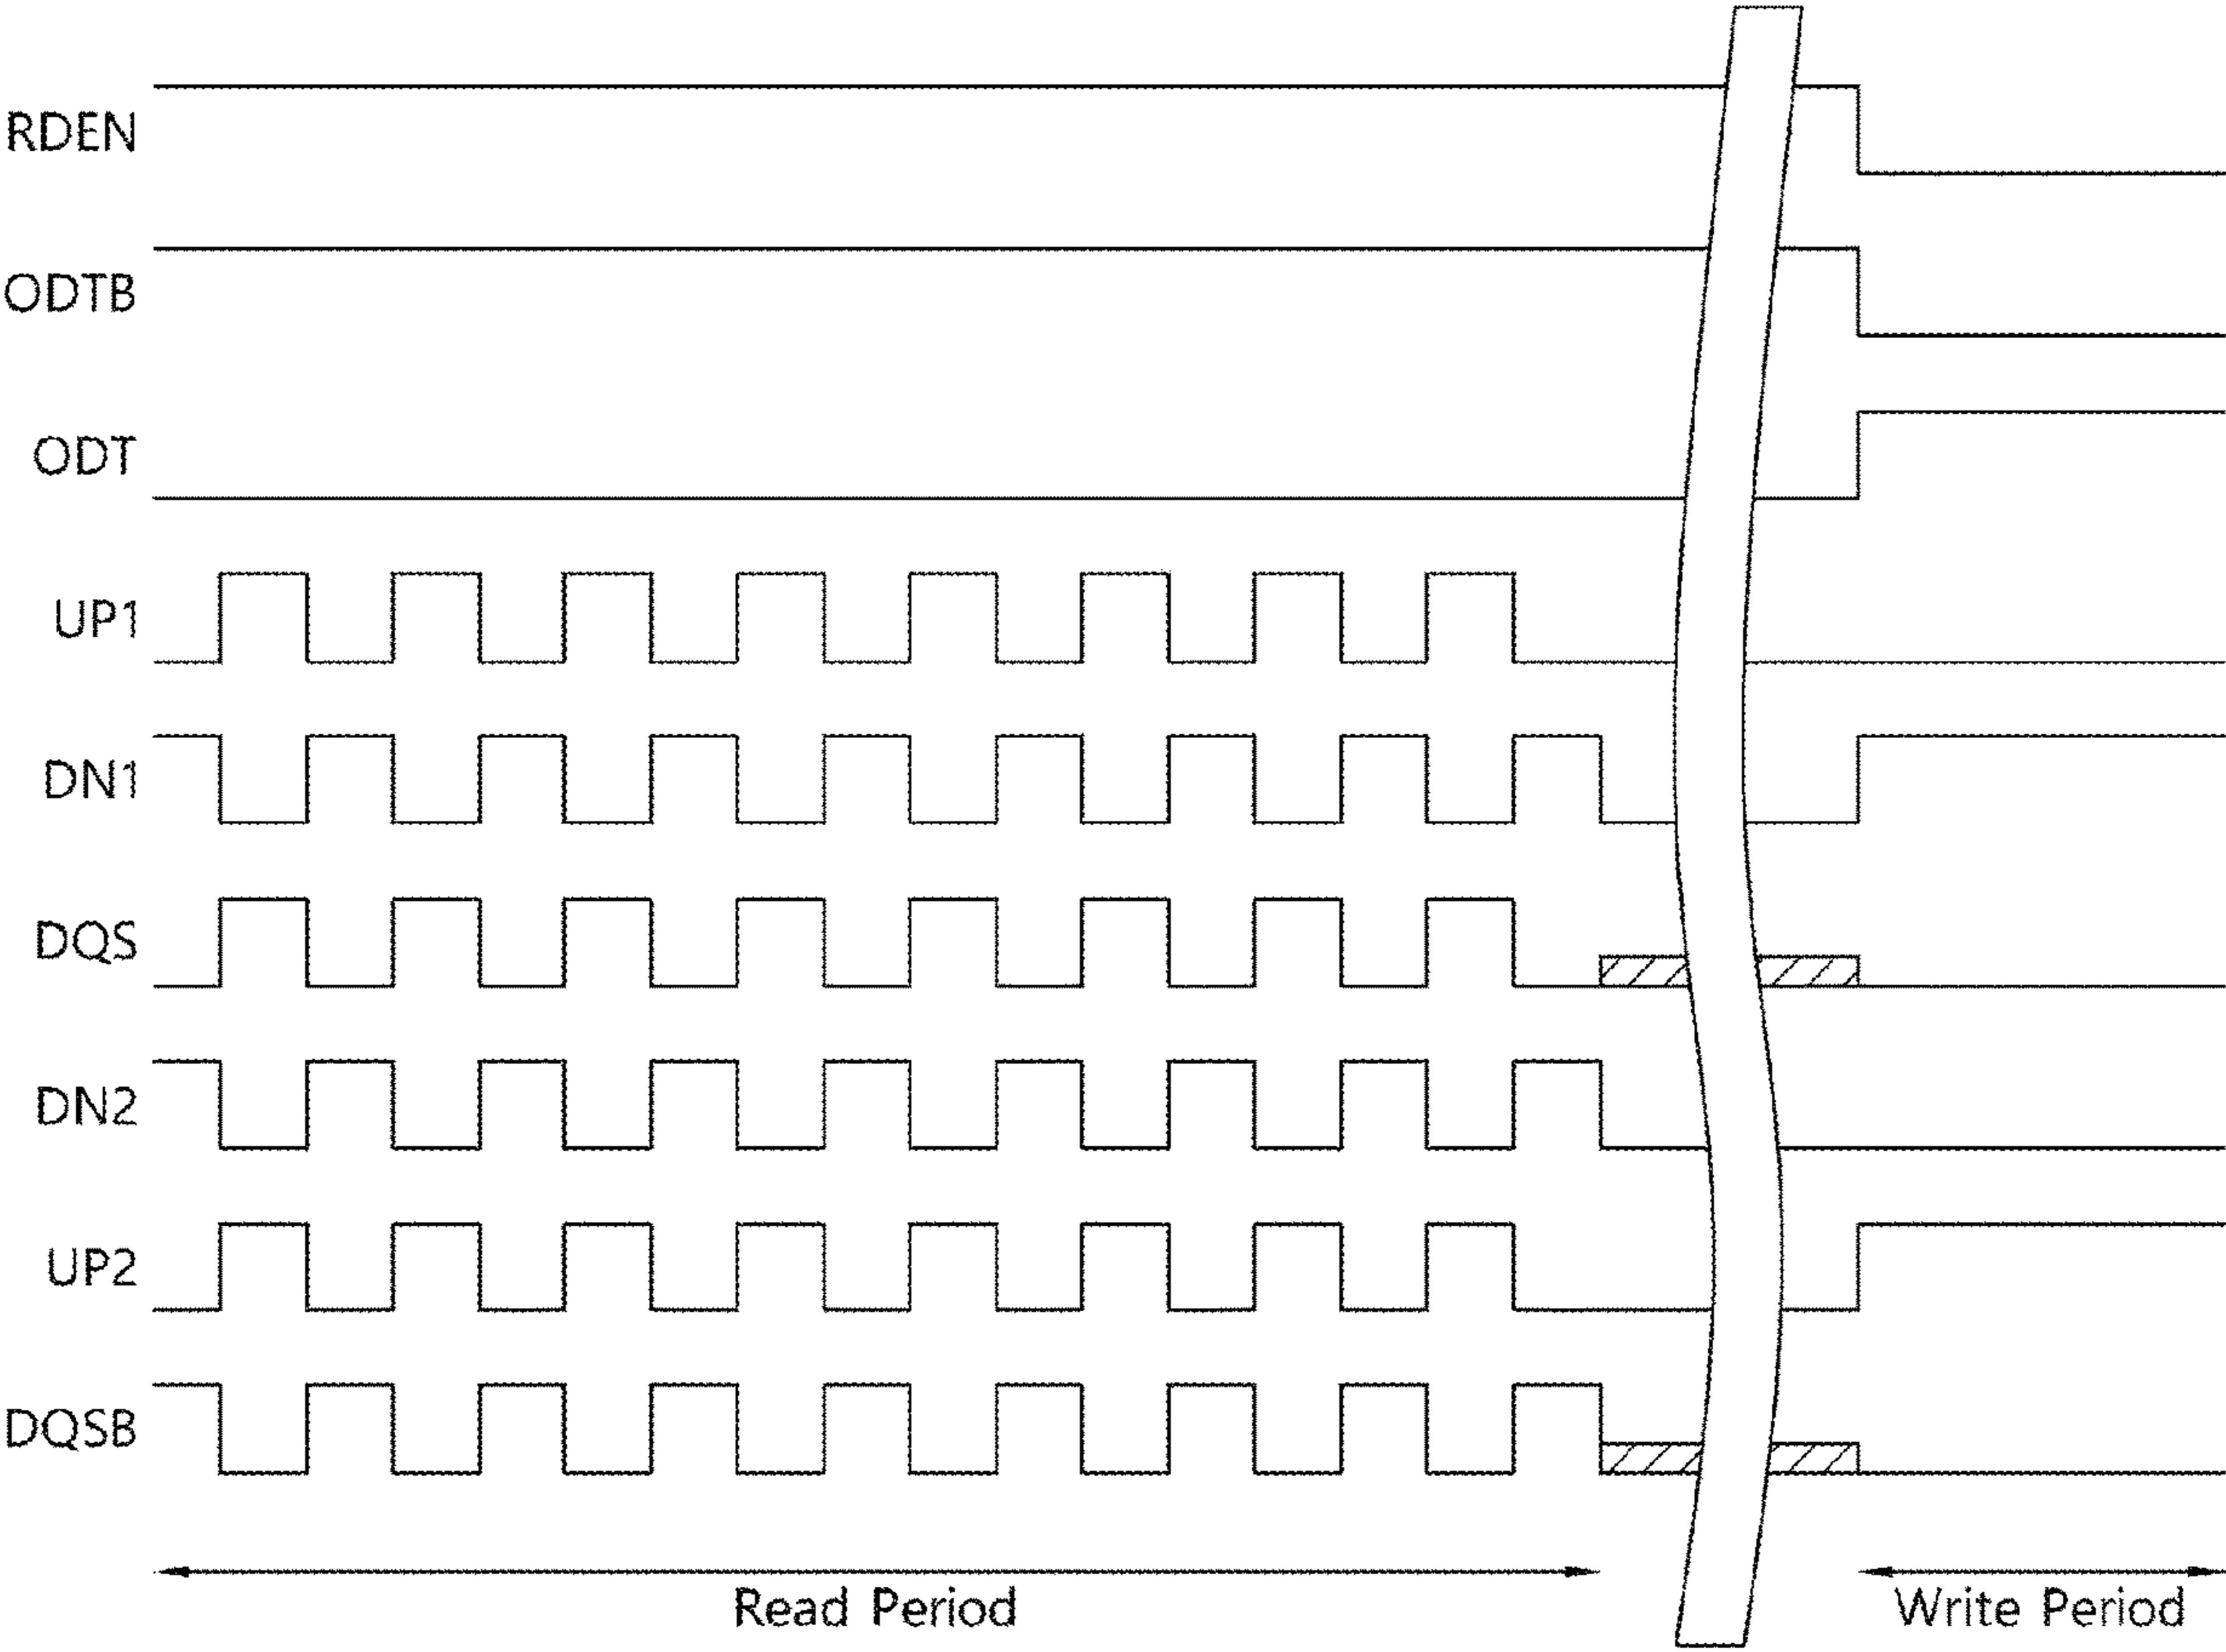 RDEN
ODTB
ODT
UP1
DN1
DQS
DN2
UP2
DQSB
Read Period
Write Period